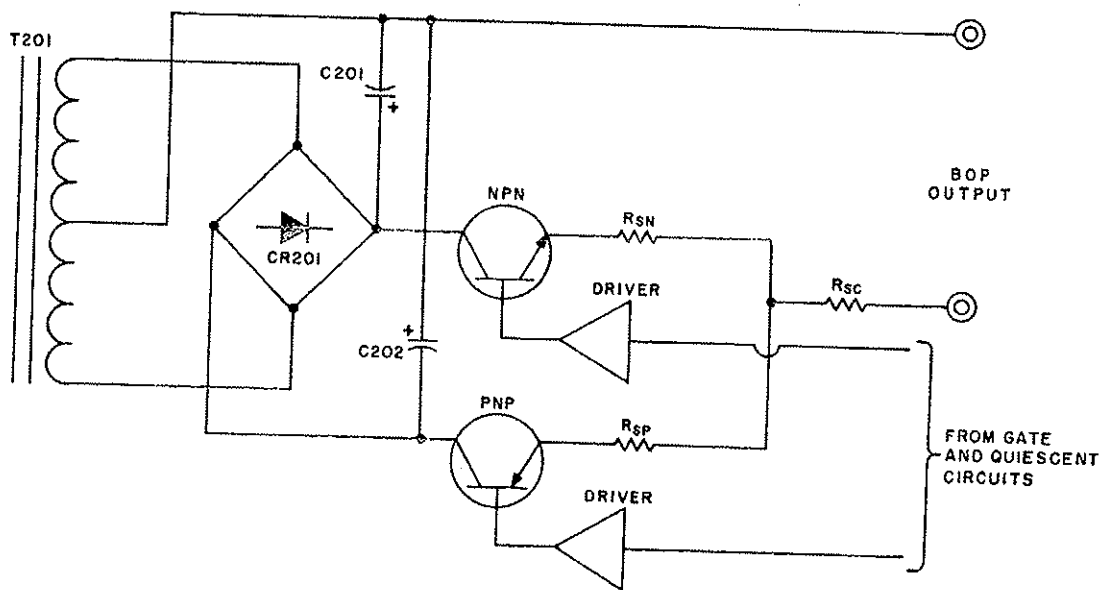 T201
C201
+
CR201
NPN
RSN
BOP
OUTPUT
DRIVER
RSC
+
C202
PNP
RSP
FROM GATE
AND QUIESCENT
CIRCUITS
DRIVER